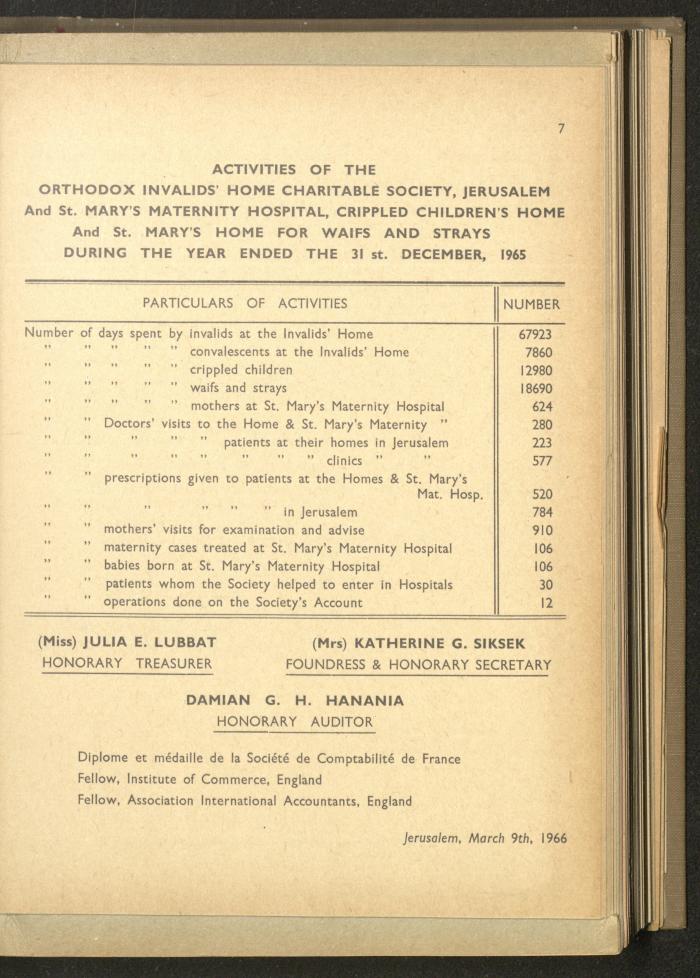 7
ACTIVITIES OF THE
ORTHODOX INVALIDS' HOME CHARITABLE SOCIETY, JERUSALEM
And St. MARY'S MATERNITY HOSPITAL, CRIPPLED CHILDREN'S HOME
And St. MARY'S HOME FOR WAIFS AND STRAYS
DURING THE YEAR ENDED THE 31 st. DECEMBER, 1965
PARTICULARS OF ACTIVITIES NUMBER
Number of days spent by invalids at the Invalids' Home 67923
" " " " " convalescents at the Invalids' Home 7860
" " " " " crippled children 12980
" " " " " waifs and strays 18690
" " " " " mothers at St. Mary's Maternity Hospital 624
" " Doctors' visits to the Home & St. Mary's Maternity " 280
" " " " " patients at their homes in Jerusalem 223
" " " " " " " " clinics " " 577
" " prescriptions given to patients at the Homes & St. Mary's
Mat. Hosp. 520
" " " " " " in Jerusalem 784
" " mothers' visits for examination and advise 910
" " maternity cases treated at St. Mary's Maternity Hospital 106
" " babies born at St. Mary's Maternity Hospital 106
" " patients whom the Society helped to enter in Hospitals 30
" " operations done on the Society's Account 12
(Miss) JULIA E. LUBBAT (Mrs) KATHERINE G. SIKSEK
HONORARY TREASURER FOUNDRESS & HONORARY SECRETARY
DAMIAN G. H. HANANIA
HONORARY AUDITOR
Diplome et médaille de la Société de Comptabilité de France
Fellow, Institute of Commerce, England
Fellow, Association International Accountants, England
Jerusalem, March 9th, 1966